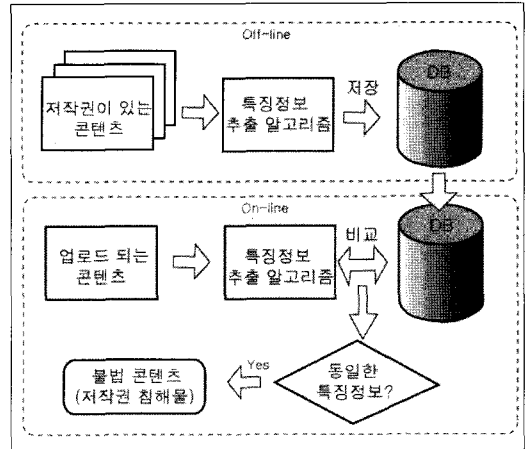 Off-line
저작권이 있는
콘텐츠
특징정보
추출 알고리즘
저장
DB
On-line
업로드 되는
콘텐츠
특징정보
추출 알고리즘
비교
DB
동일한
특징정보?
Yes
불법 콘텐츠
(저작권 침해물)